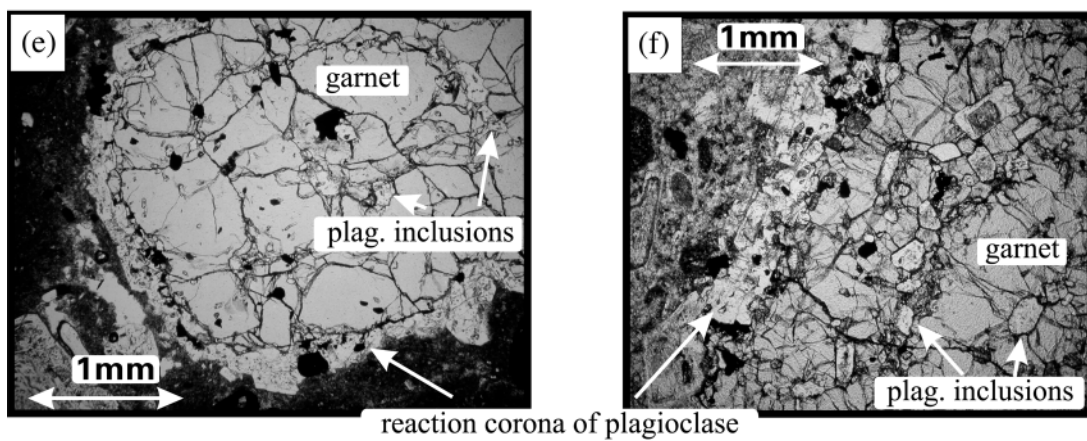 (e)
garnet
plag. inclusions
1mm
(f)
1mm
garnet
plag. inclusions
reaction corona of plagioclase